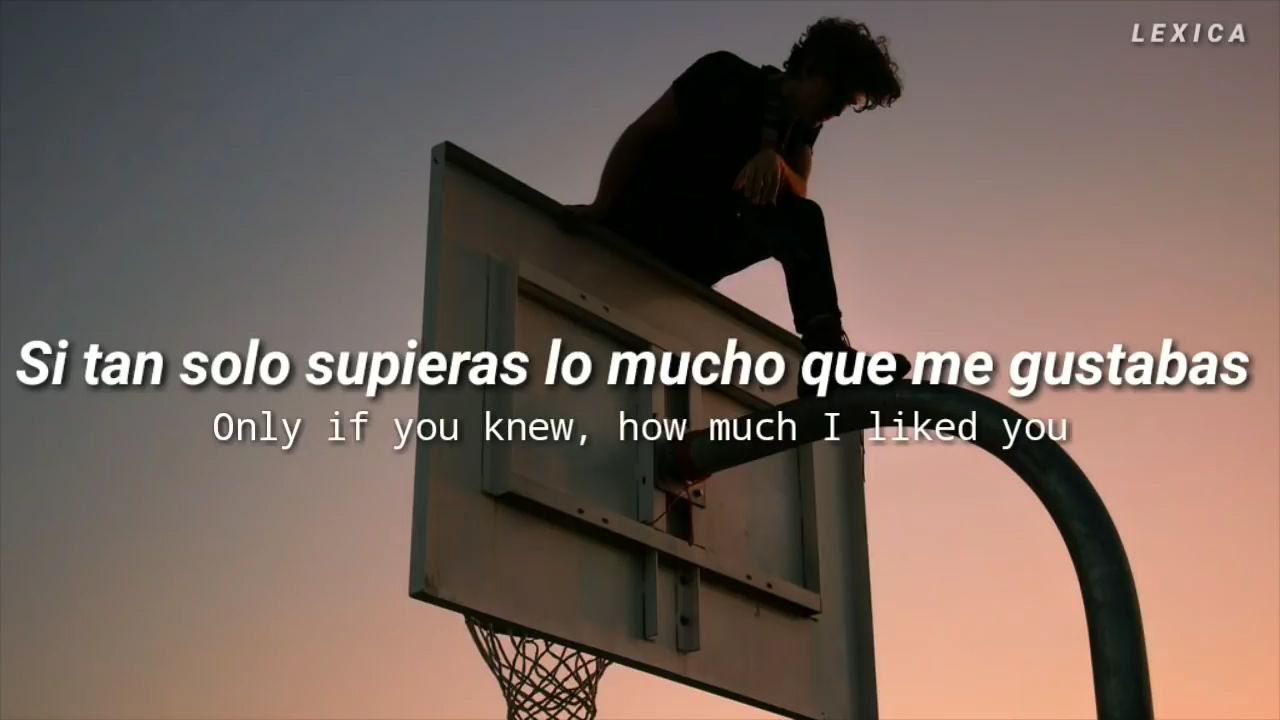 LEXICA
Si tan solo supieras lo mucho que me gustabas
Only if you knew, how much I liked you